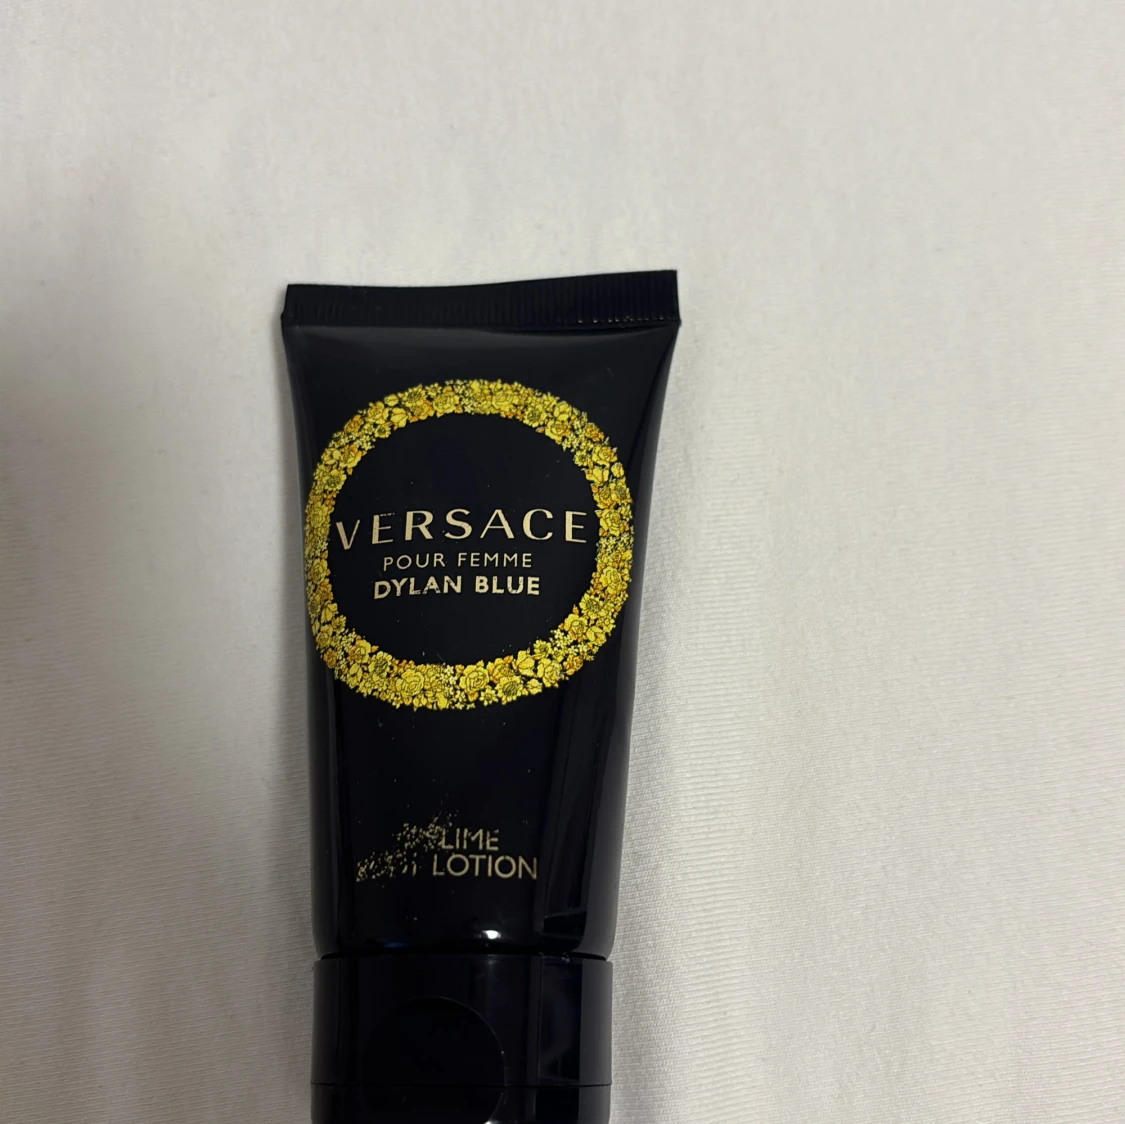 VERSACE
POUR FEMME
DYLAN BLUE
LIME
LOTION